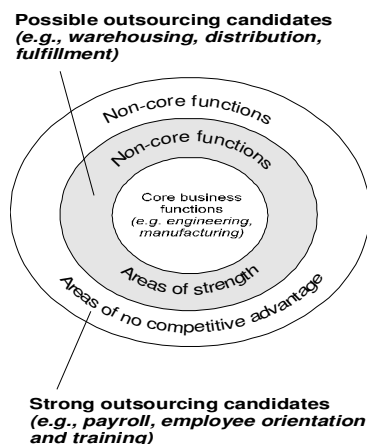 Possible outsourcing candidates
(e.g., warehousing, distribution,
fulfillment)
Non-core functions
Non-core functions
Core business
functions
(e.g. engineering,
manufacturing)
Areas of strength
Areas of no competitive advantage
Strong outsourcing candidates
(e.g., payroll, employee orientation
and training)